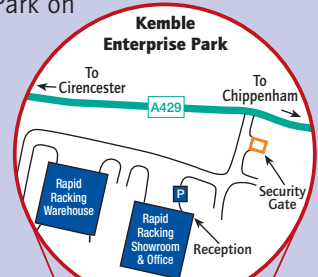 Park on
Kemble
Enterprise Park
To
Cirencester
To
Chippenham
A429
Security
Gate
P
Rapid
Racking
Warehouse
Rapid
Racking
Showroom
& Office
Reception